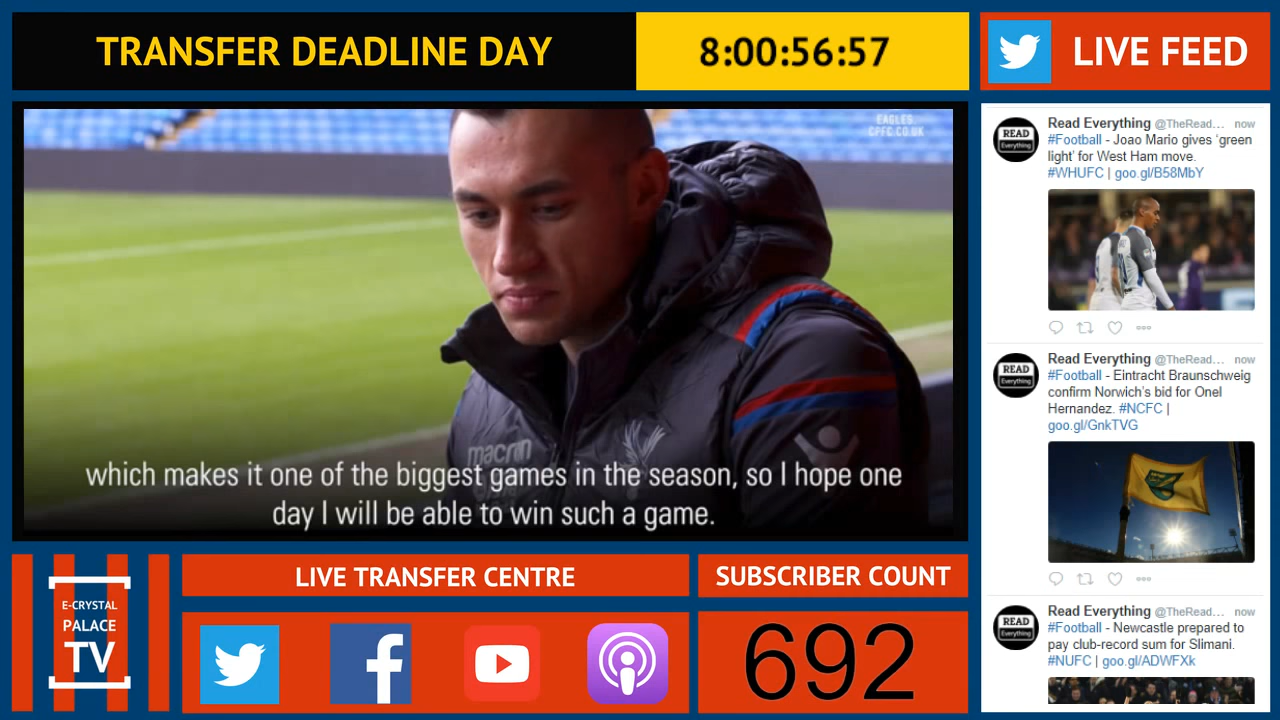 TRANSFER DEADLINE DAY
8:00:56:57
LIVE FEED
EAGLES.
CPFC.CO.UK
macron
which makes it one of the biggest games in the season, so I hope one
day I will be able to win such a game.
READ
Everything
Read Everything @TheRead... now
#Football - Joao Mario gives 'green
light' for West Ham move.
#WHUFC | goo.gl/B58MbY
READ
Everything
Read Everything @TheRead... now
#Football - Eintracht Braunschweig
confirm Norwich's bid for Onel
Hernandez. #NCFC |
goo.gl/GnkTVG
READ
Everything
Read Everything @TheRead... now
#Football - Newcastle prepared to
pay club-record sum for Slimani.
#NUFC | goo.gl/ADWFXk
E-CRYSTAL
PALACE
TV
LIVE TRANSFER CENTRE
SUBSCRIBER COUNT
692